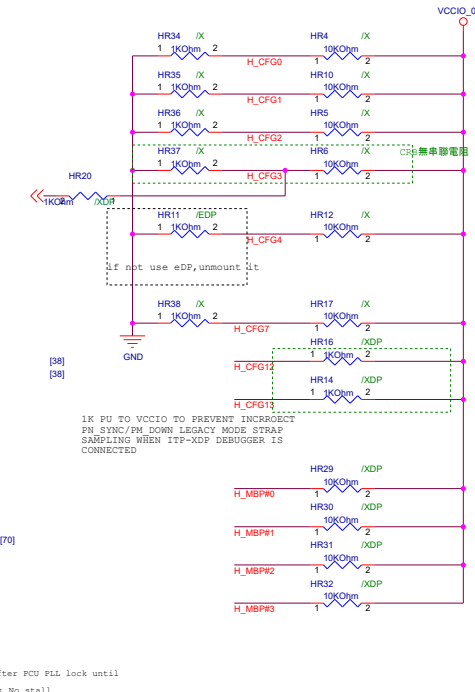 VCCIO_0
HR34 /X HR4 /X
1 1KOhm 2 10KOhm
H_CFG0 1 2
HR35 /X HR10 /X
1 1KOhm 2 10KOhm
H_CFG1 1 2
HR36 /X HR5 /X
1 1KOhm 2 10KOhm
H_CFG2 1 2
HR37 /X HR6 /X
1 1KOhm 2 10KOhm CRB無串聯電阻
H_CFG3 1 2
HR20
1KOhm /XDP
HR11 /EDP HR12 /X
1 1KOhm 2 10KOhm
H_CFG4 1 2
if not use eDP,unmount it
HR38 /X HR17 /X
1 1KOhm 2 10KOhm
H_CFG7 1 2
GND
HR16 /XDP
1 1KOhm 2
H_CFG12
[38]
[38]
HR14 /XDP
1 1KOhm 2
H_CFG13
1K PU TO VCCIO TO PREVENT INCRROECT
PN_SYNC/PM_DOWN LEGACY MODE STRAP
SAMPLING WHEN ITP-XDP DEBUGGER IS
CONNECTED
HR29 /XDP
10KOhm
H_MBP#0 1 2
HR30 /XDP
10KOhm
H_MBP#1 1 2
[70]
HR31 /XDP
10KOhm
H_MBP#2 1 2
HR32 /XDP
10KOhm
H_MBP#3 1 2
fter PCU PLL lock until
No stall